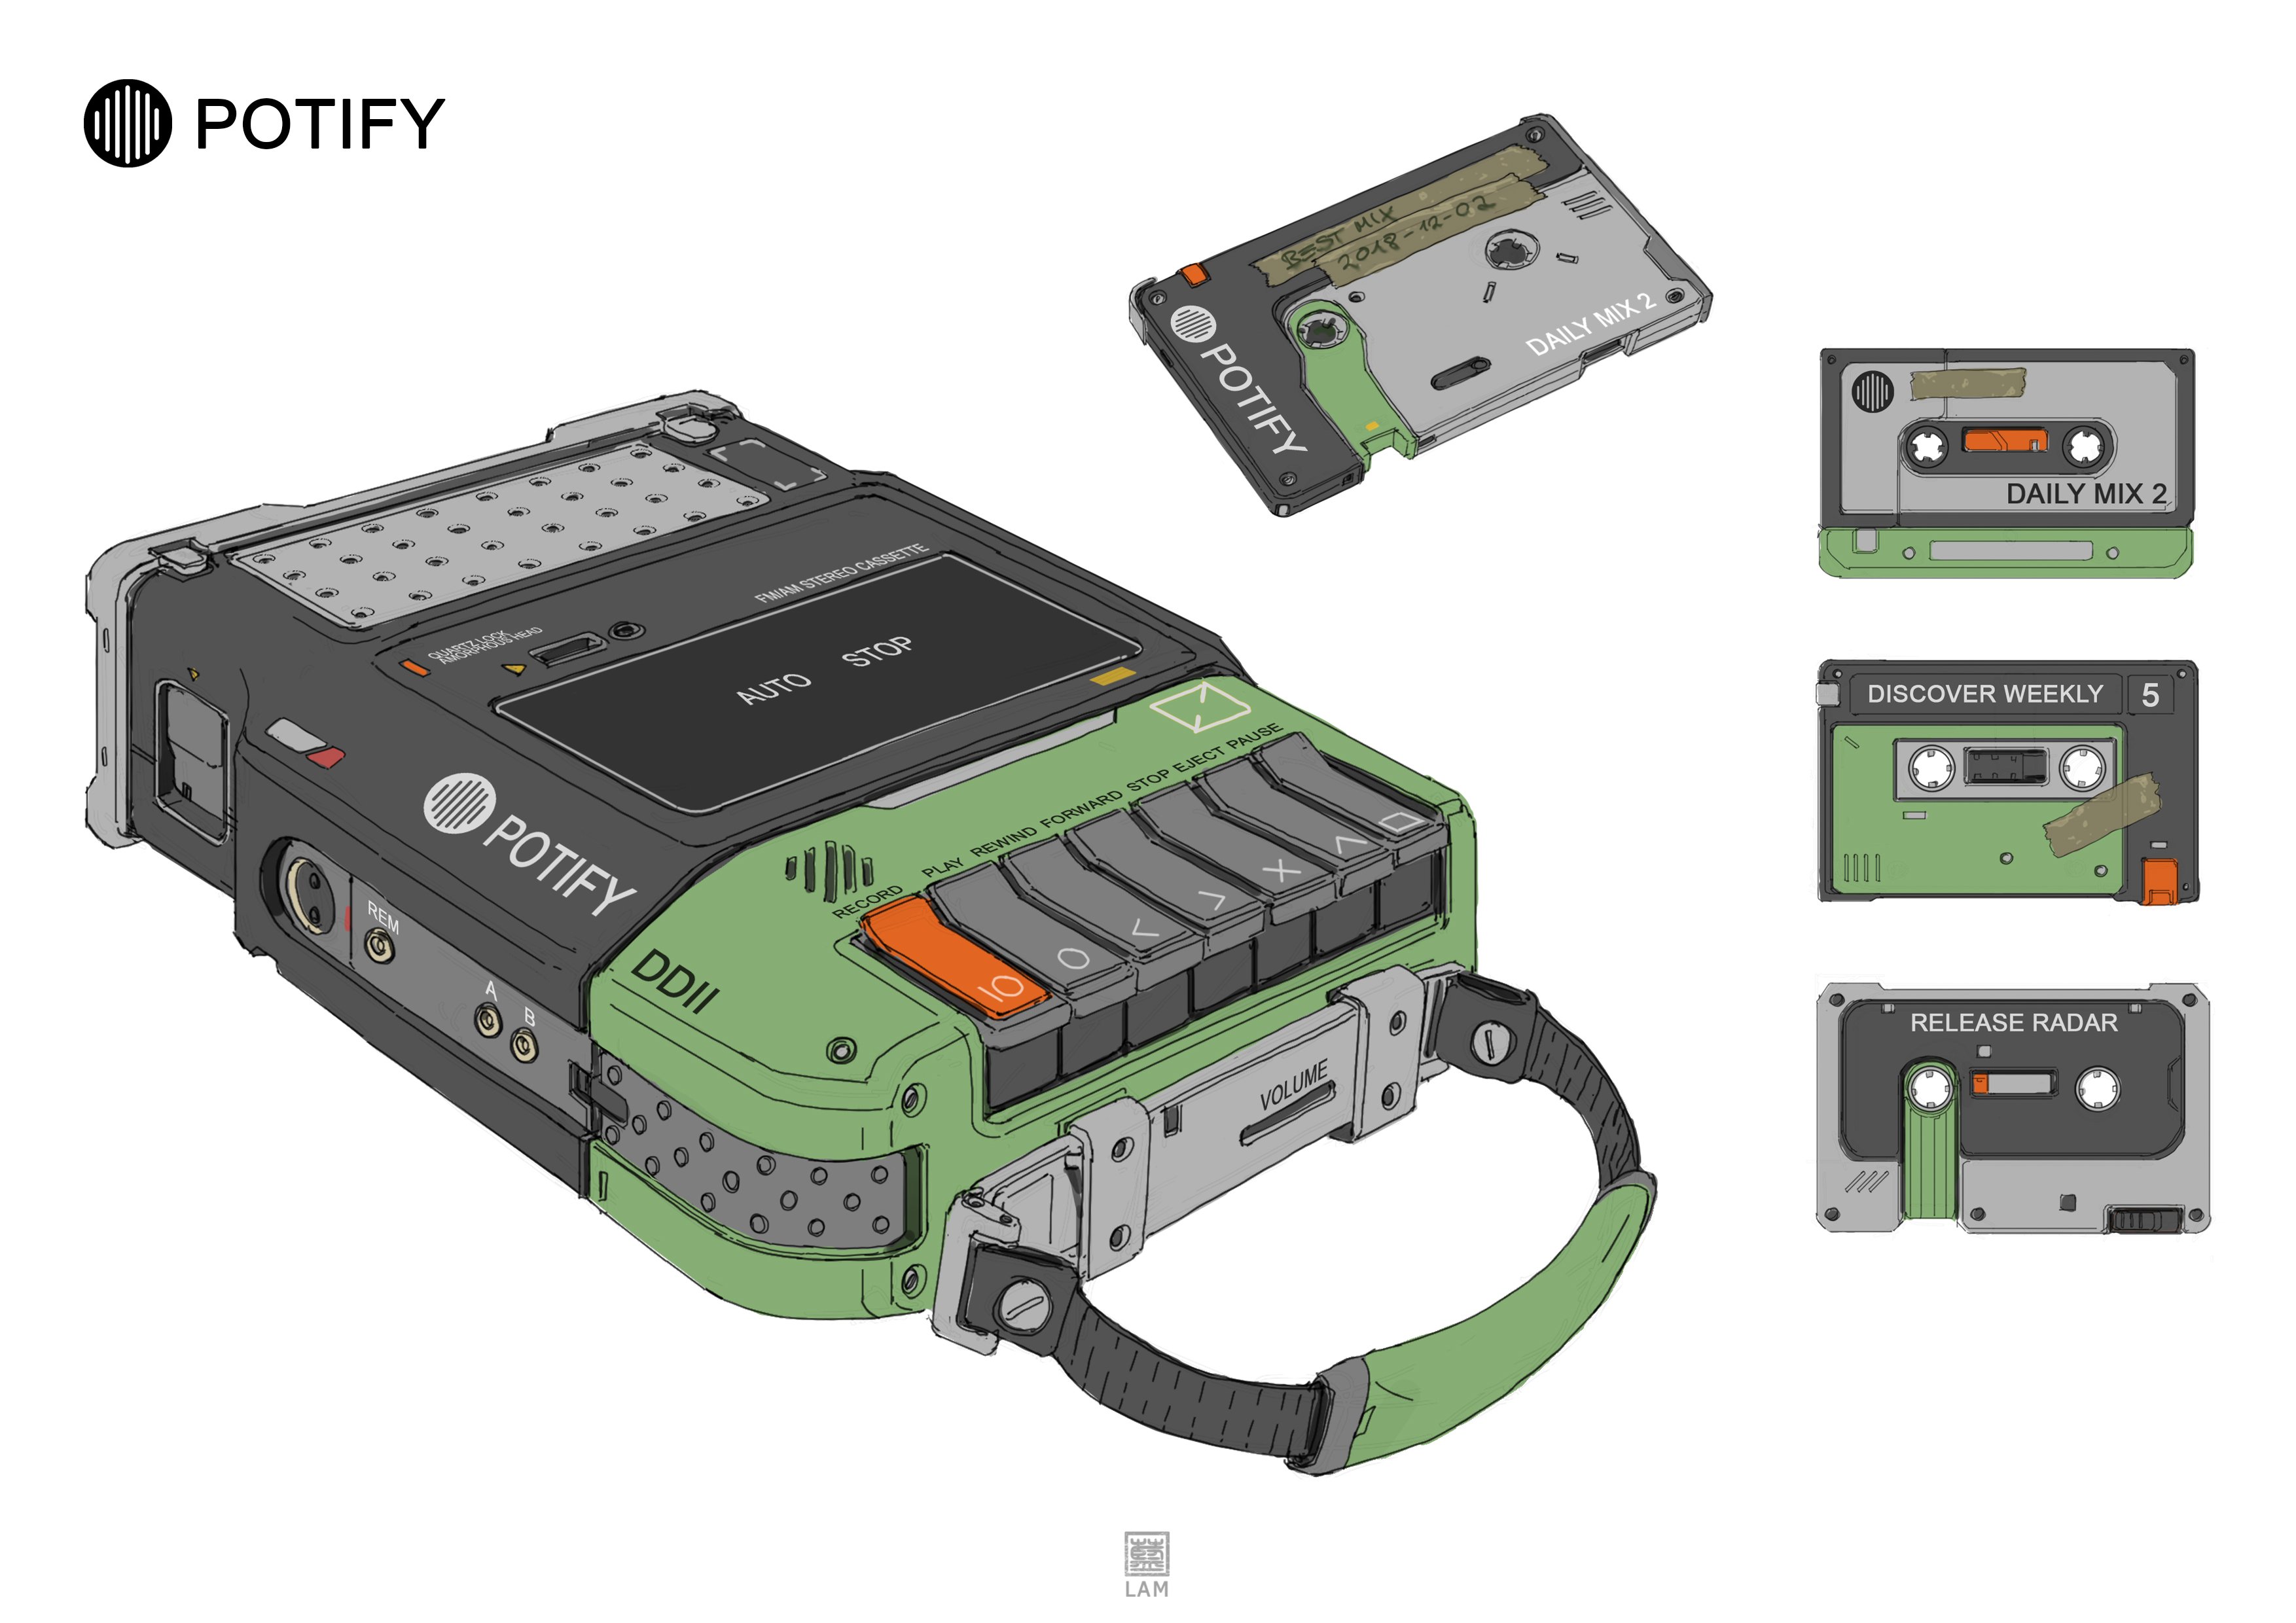 POTIFY
BEST MIX
2018-12-02
POTIFY
DAILY MIX 2
DAILY MIX 2
DISCOVER WEEKLY 5
RELEASE RADAR
FM/AM STEREO CASSETTE
QUARTZ LOCK
AMORPHOUS HEAD
AUTO STOP
POTIFY
RECORD PLAY REWIND FORWARD STOP EJECT PAUSE
DDII
REM
A
B
VOLUME
LAM